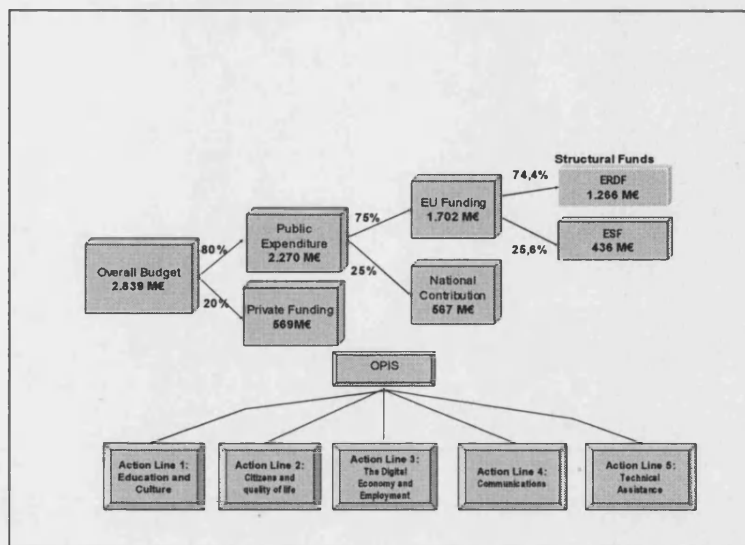 Structural Funds
74,4%
ERDF
1.266 M€
EU Funding
1.702 M€
75%
ESF
436 M€
25,6%
Public
Expenditure
2.270 M€
80%
25%
National
Contribution
567 M€
Overall Budget
2.839 M€
20%
Private Funding
569M€
OPIS
Action Line 1:
Education and
Culture
Action Line 2:
Citizens and
quality of life
Action Line 3:
The Digital
Economy and
Employment
Action Line 4:
Communications
Action Line 5:
Technical
Assistance